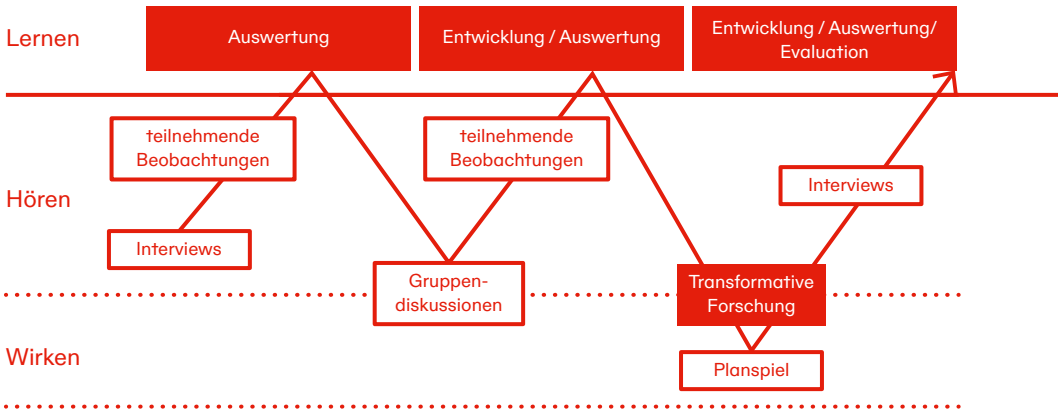 Lernen
Auswertung
Entwicklung / Auswertung
Entwicklung / Auswertung/
Evaluation
teilnehmende
Beobachtungen
teilnehmende
Beobachtungen
Hören
Interviews
Interviews
Gruppen-
diskussionen
Transformative
Forschung
Wirken
Planspiel